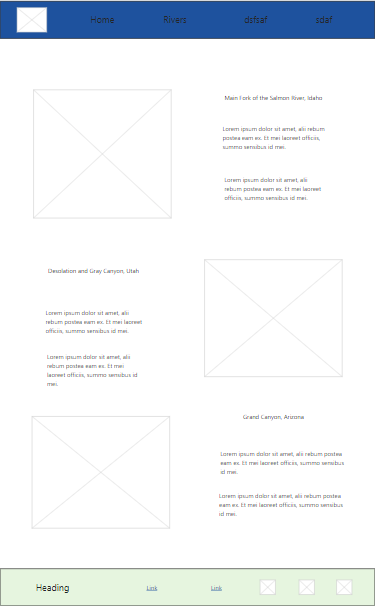 Home Rivers dsfsaf sdaf
Main Fork of the Salmon River, Idaho
Lorem ipsum dolor sit amet, alii rebum
postea eam ex. Et mei laoreet officiis,
summo sensibus id mei.
Lorem ipsum dolor sit amet, alii
rebum postea eam ex. Et mei laoreet
officiis, summo sensibus id mei.
Desolation and Gray Canyon, Utah
Lorem ipsum dolor sit amet, alii
rebum postea eam ex. Et mei laoreet
officiis, summo sensibus id mei.
Lorem ipsum dolor sit amet, alii
rebum postea eam ex. Et mei
laoreet officiis, summo sensibus id
mei.
Grand Canyon, Arizona
Lorem ipsum dolor sit amet, alii rebum postea
eam ex. Et mei laoreet officiis, summo sensibus
id mei.
Lorem ipsum dolor sit amet, alii rebum postea
eam ex. Et mei laoreet officiis, summo sensibus
id mei.
Heading Link Link